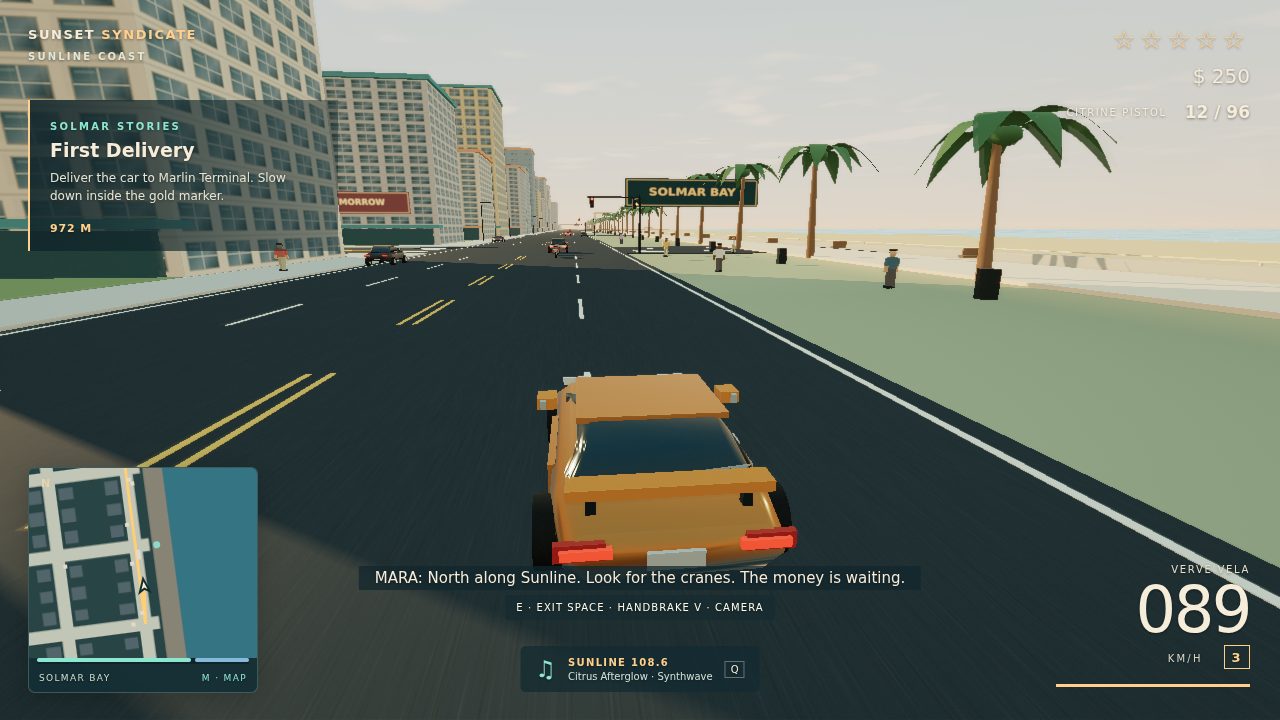 SUNSET SYNDICATE
SUNLINE COAST
SOLMAR STORIES
First Delivery
Deliver the car to Marlin Terminal. Slow
down inside the gold marker.
972 M
$ 250
CITRINE PISTOL 12 / 96
MORROW
SOLMAR BAY
N
SOLMAR BAY
M · MAP
MARA: North along Sunline. Look for the cranes. The money is waiting.
E · EXIT SPACE · HANDBRAKE V · CAMERA
♫
SUNLINE 108.6
Citrus Afterglow · Synthwave
Q
VERVE VELA
089
KM/H 3